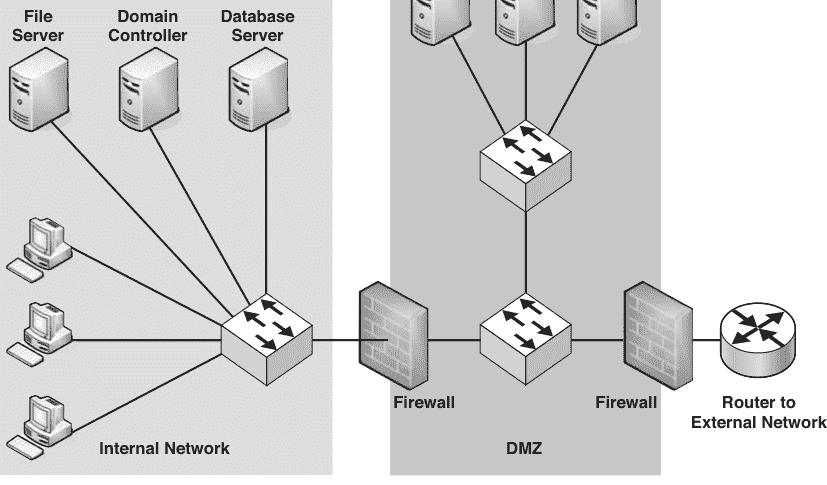 File
Server
Domain
Controller
Database
Server
Firewall
Firewall
Router to
External Network
Internal Network
DMZ